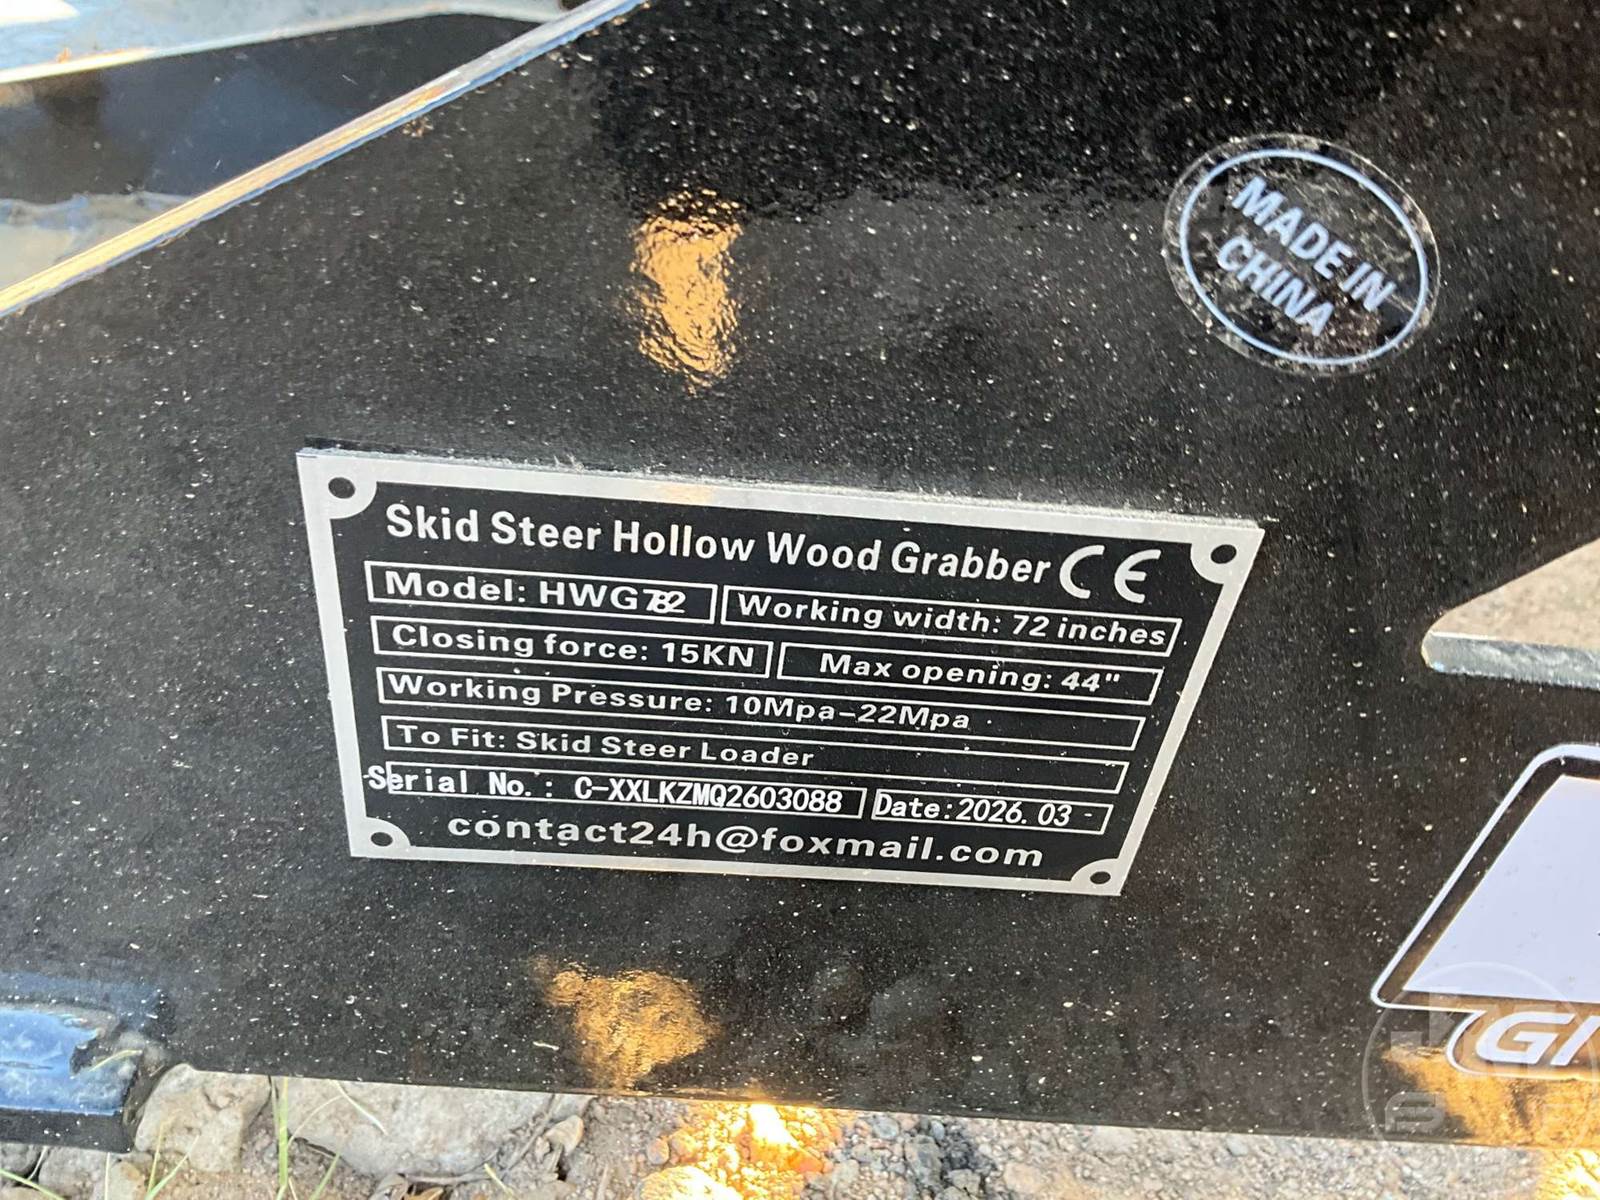 MADE IN
CHINA
Skid Steer Hollow Wood Grabber CE
Model: HWG782
Working width: 72 inches
Closing force: 15KN
Max opening: 44"
Working Pressure: 10Mpa-22Mpa
To Fit: Skid Steer Loader
Serial No.: C-XXLKZMQ2603088
Date:2026.03
contact24h@foxmail.com